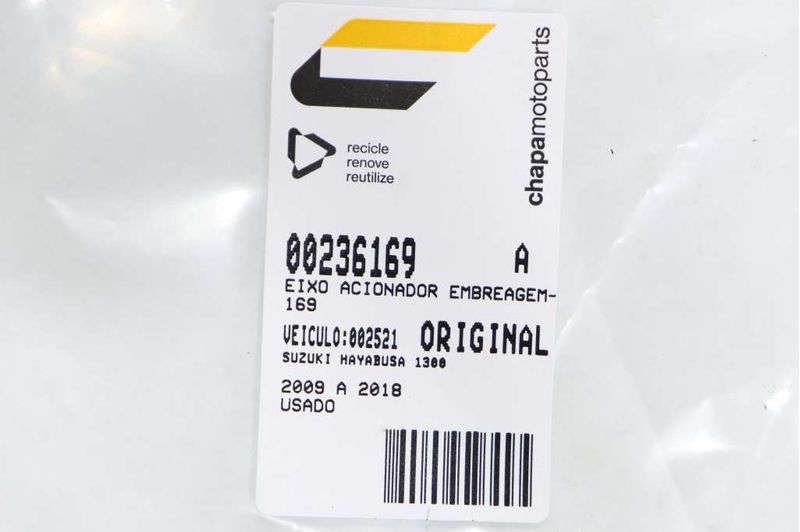 chapamotoparts
recicle
renove
reutilize
00236169 A
EIXO ACIONADOR EMBREAGEM-
169
VEICULO:002521 ORIGINAL
SUZUKI HAYABUSA 1300
2009 A 2018
USADO